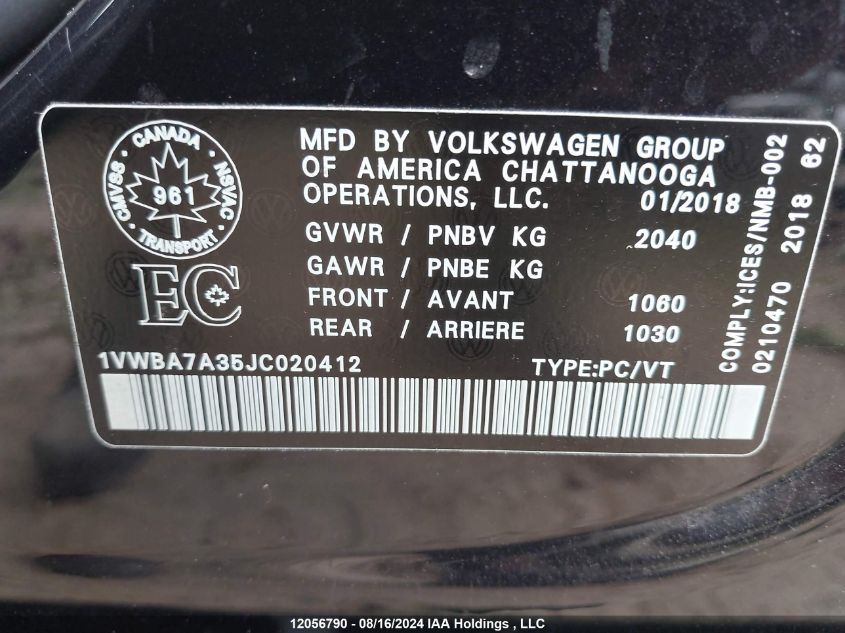 CANADA
CMVSS
NSVAC
961
TRANSPORT
EC
MFD BY VOLKSWAGEN GROUP
OF AMERICA CHATTANOOGA
OPERATIONS, LLC. 01/2018
GVWR / PNBV KG 2040
GAWR / PNBE KG
FRONT / AVANT 1060
REAR / ARRIERE 1030
1VWBA7A35JC020412 TYPE:PC/VT
COMPLY:ICES/NMB-002
0210470 2018 62
12056790 - 08/16/2024 IAA Holdings , LLC